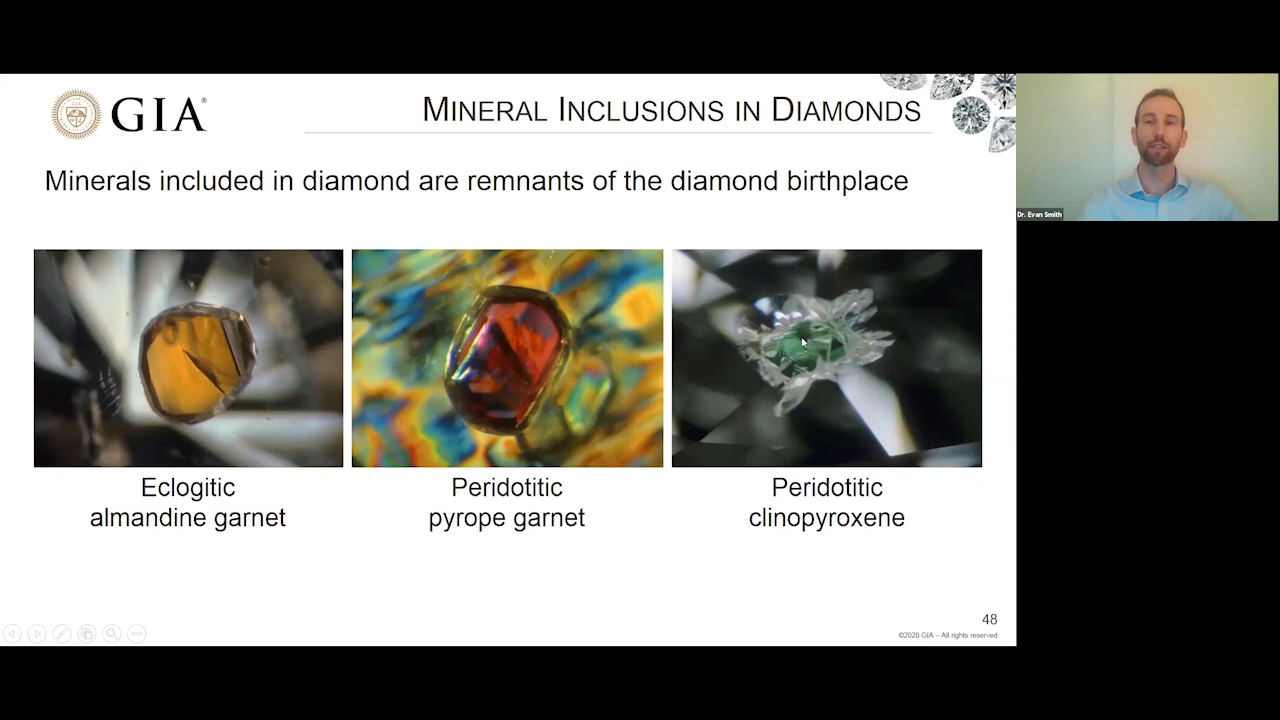 GIA®
MINERAL INCLUSIONS IN DIAMONDS
Minerals included in diamond are remnants of the diamond birthplace
Dr. Evan Smith
Eclogitic
almandine garnet
Peridotitic
pyrope garnet
Peridotitic
clinopyroxene
48
©2020 GIA – All rights reserved